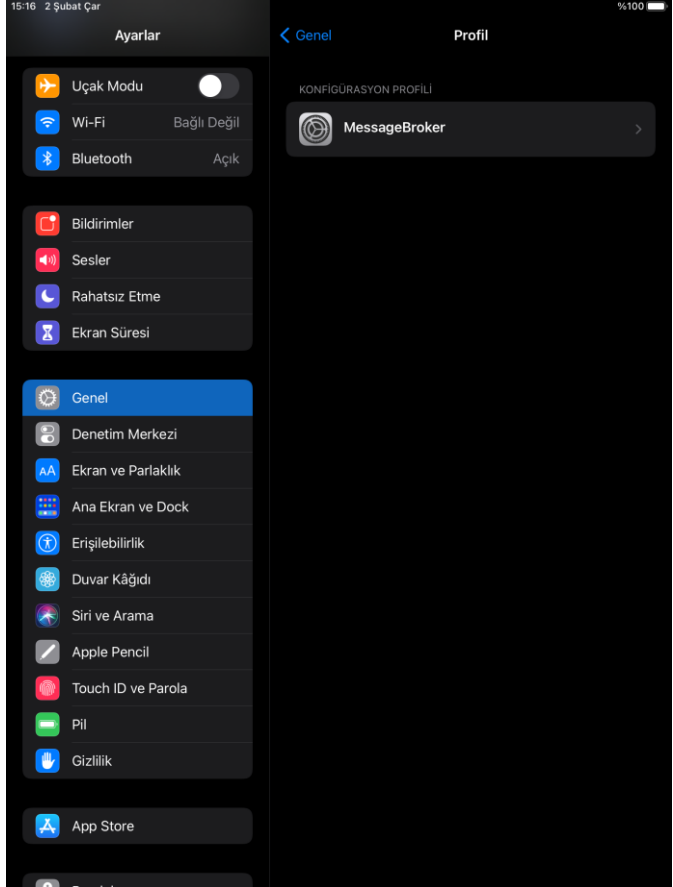 15:16 2 Şubat Çar
%100
Ayarlar
Genel
Profil
Uçak Modu
Wi-Fi
Bağlı Değil
Bluetooth
Açık
Bildirimler
Sesler
Rahatsız Etme
Ekran Süresi
Genel
Denetim Merkezi
AA
Ekran ve Parlaklık
Ana Ekran ve Dock
Erişilebilirlik
Duvar Kâğıdı
Siri ve Arama
Apple Pencil
Touch ID ve Parola
Pil
Gizlilik
App Store
KONFİGÜRASYON PROFİLİ
MessageBroker